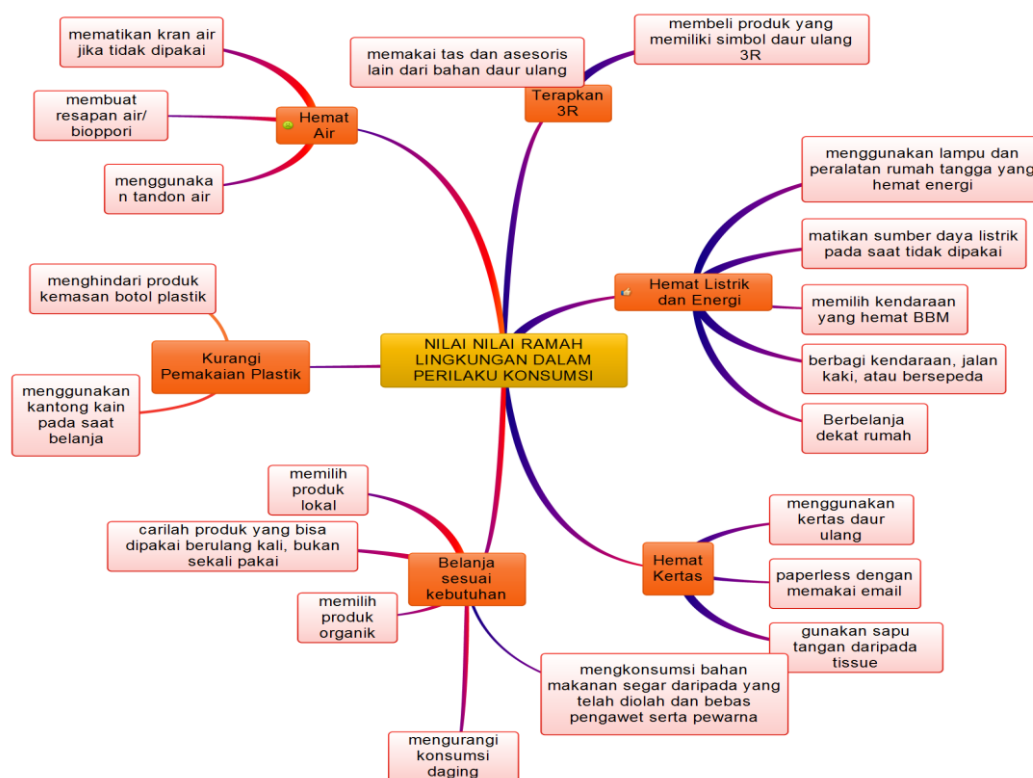 NILAI NILAI RAMAH
LINGKUNGAN DALAM
PERILAKU KONSUMSI
Terapkan
3R
memakai tas dan asesoris
lain dari bahan daur ulang
membeli produk yang
memiliki simbol daur ulang
3R
Hemat Listrik
dan Energi
menggunakan lampu dan
peralatan rumah tangga yang
hemat energi
matikan sumber daya listrik
pada saat tidak dipakai
memilih kendaraan
yang hemat BBM
berbagi kendaraan, jalan
kaki, atau bersepeda
Berbelanja
dekat rumah
Hemat
Kertas
menggunakan
kertas daur
ulang
paperless dengan
memakai email
gunakan sapu
tangan daripada
tissue
Belanja
sesuai
kebutuhan
memilih
produk
lokal
carilah produk yang bisa
dipakai berulang kali, bukan
sekali pakai
memilih
produk
organik
mengurangi
konsumsi
daging
mengkonsumsi bahan
makanan segar daripada yang
telah diolah dan bebas
pengawet serta pewarna
Kurangi
Pemakaian Plastik
menghindari produk
kemasan botol plastik
menggunakan
kantong kain
pada saat
belanja
Hemat
Air
mematikan kran air
jika tidak dipakai
membuat
resapan air/
bioppori
menggunaka
n tandon air